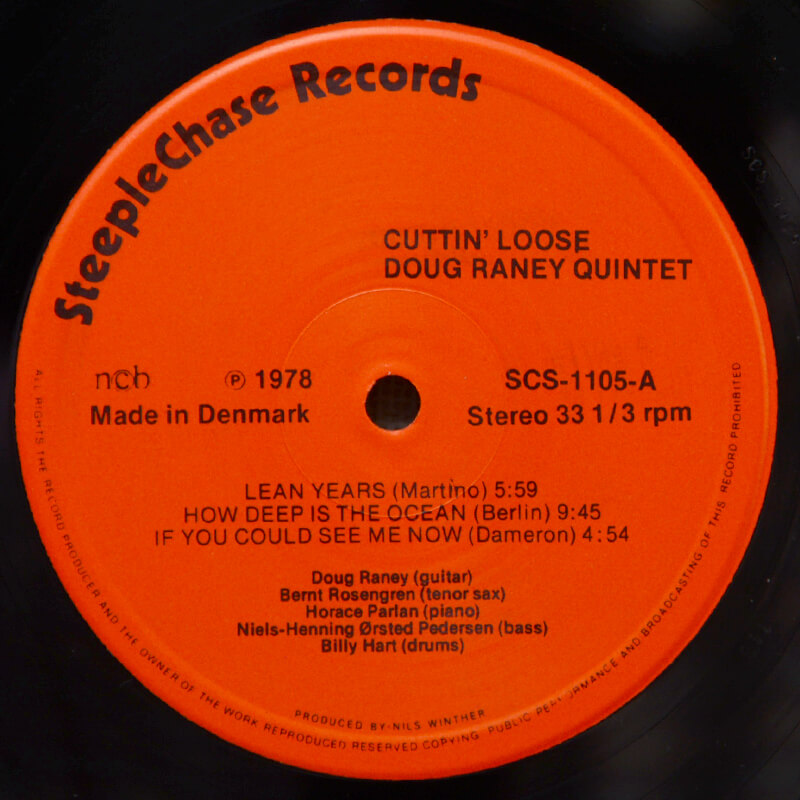 SteepleChase Records
CUTTIN' LOOSE
DOUG RANEY QUINTET
ncb ℗ 1978
Made in Denmark
SCS-1105-A
Stereo 33 1/3 rpm
LEAN YEARS (Martino) 5:59
HOW DEEP IS THE OCEAN (Berlin) 9:45
IF YOU COULD SEE ME NOW (Dameron) 4:54
Doug Raney (guitar)
Bernt Rosengren (tenor sax)
Horace Parlan (piano)
Niels-Henning Ørsted Pedersen (bass)
Billy Hart (drums)
PRODUCED BY-NILS WINTHER
ALL RIGHTS THE RECORD PRODUCER AND THE OWNER OF THE WORK REPRODUCED RESERVED COPYING, PUBLIC PERFORMANCE AND BROADCASTING OF THIS RECORD PROHIBITED